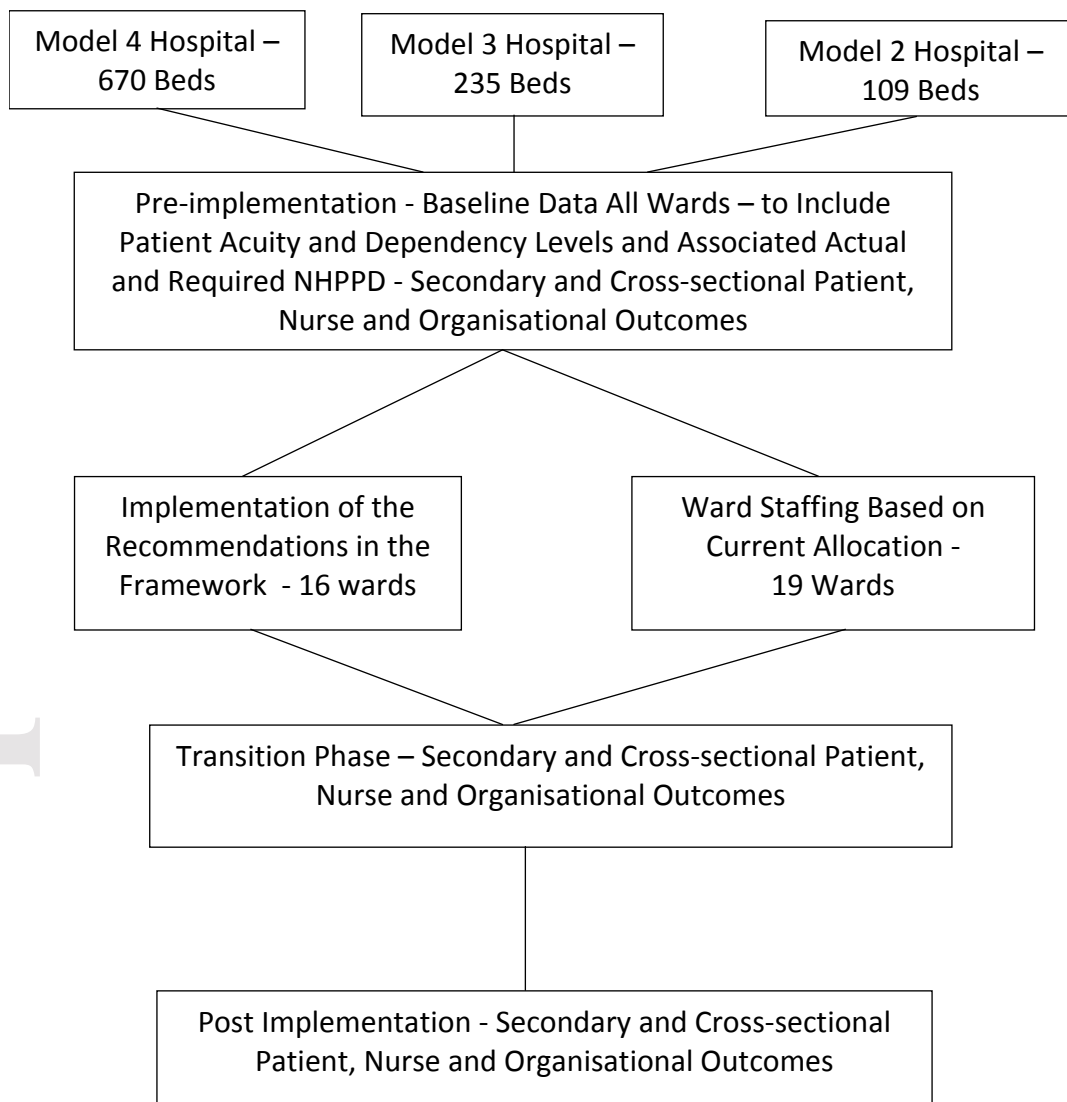 Model 4 Hospital –
670 Beds
Model 3 Hospital –
235 Beds
Model 2 Hospital –
109 Beds
Pre-implementation - Baseline Data All Wards – to Include
Patient Acuity and Dependency Levels and Associated Actual
and Required NHPPD - Secondary and Cross-sectional Patient,
Nurse and Organisational Outcomes
Implementation of the
Recommendations in the
Framework - 16 wards
Ward Staffing Based on
Current Allocation -
19 Wards
Transition Phase – Secondary and Cross-sectional Patient,
Nurse and Organisational Outcomes
Post Implementation - Secondary and Cross-sectional
Patient, Nurse and Organisational Outcomes